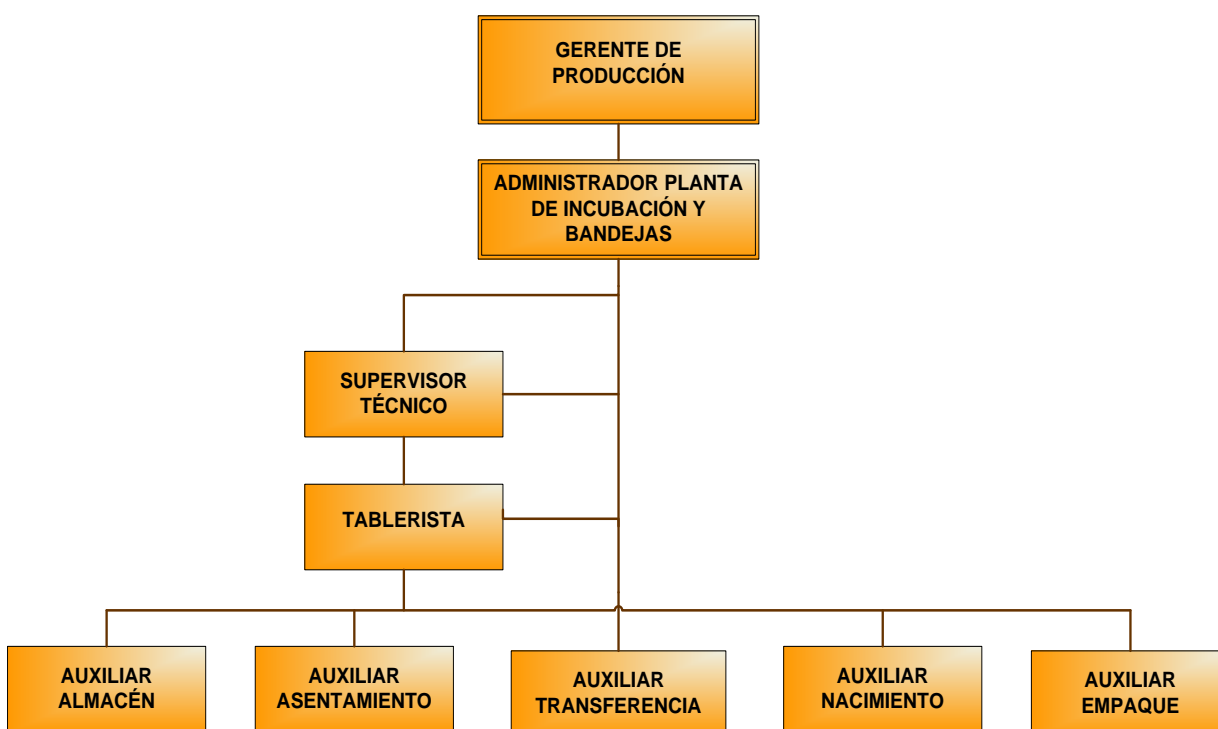 GERENTE DE
PRODUCCIÓN
ADMINISTRADOR PLANTA
DE INCUBACIÓN Y
BANDEJAS
SUPERVISOR
TÉCNICO
TABLERISTA
AUXILIAR
ALMACÉN
AUXILIAR
ASENTAMIENTO
AUXILIAR
TRANSFERENCIA
AUXILIAR
NACIMIENTO
AUXILIAR
EMPAQUE